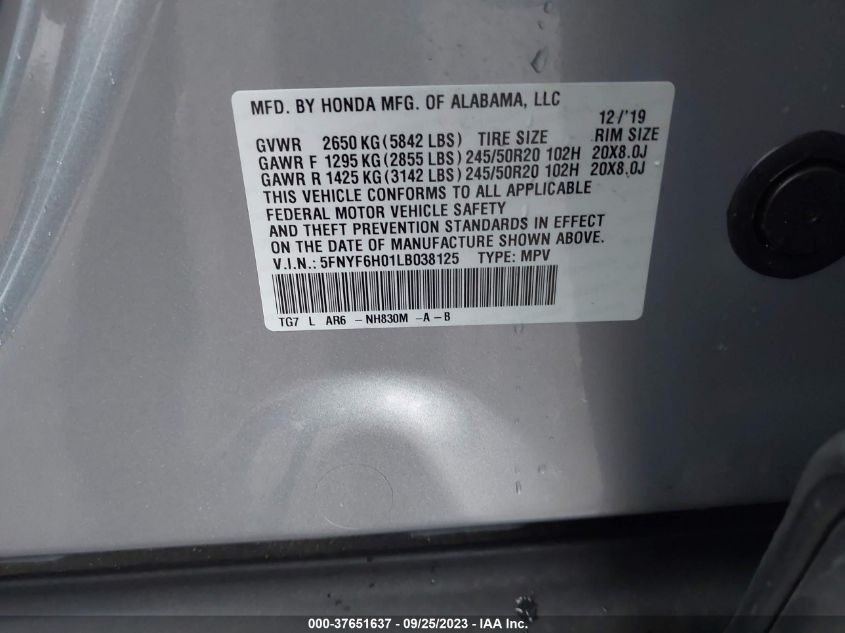 MFD. BY HONDA MFG. OF ALABAMA, LLC
12/'19
GVWR 2650 KG(5842 LBS) TIRE SIZE RIM SIZE
GAWR F 1295 KG(2855 LBS) 245/50R20 102H 20X8.0J
GAWR R 1425 KG(3142 LBS) 245/50R20 102H 20X8.0J
THIS VEHICLE CONFORMS TO ALL APPLICABLE
FEDERAL MOTOR VEHICLE SAFETY
AND THEFT PREVENTION STANDARDS IN EFFECT
ON THE DATE OF MANUFACTURE SHOWN ABOVE.
V.I.N.: 5FNYF6H01LB038125 TYPE: MPV
TG7 L AR6 -NH830M -A-B
000-37651637 - 09/25/2023 - IAA Inc.